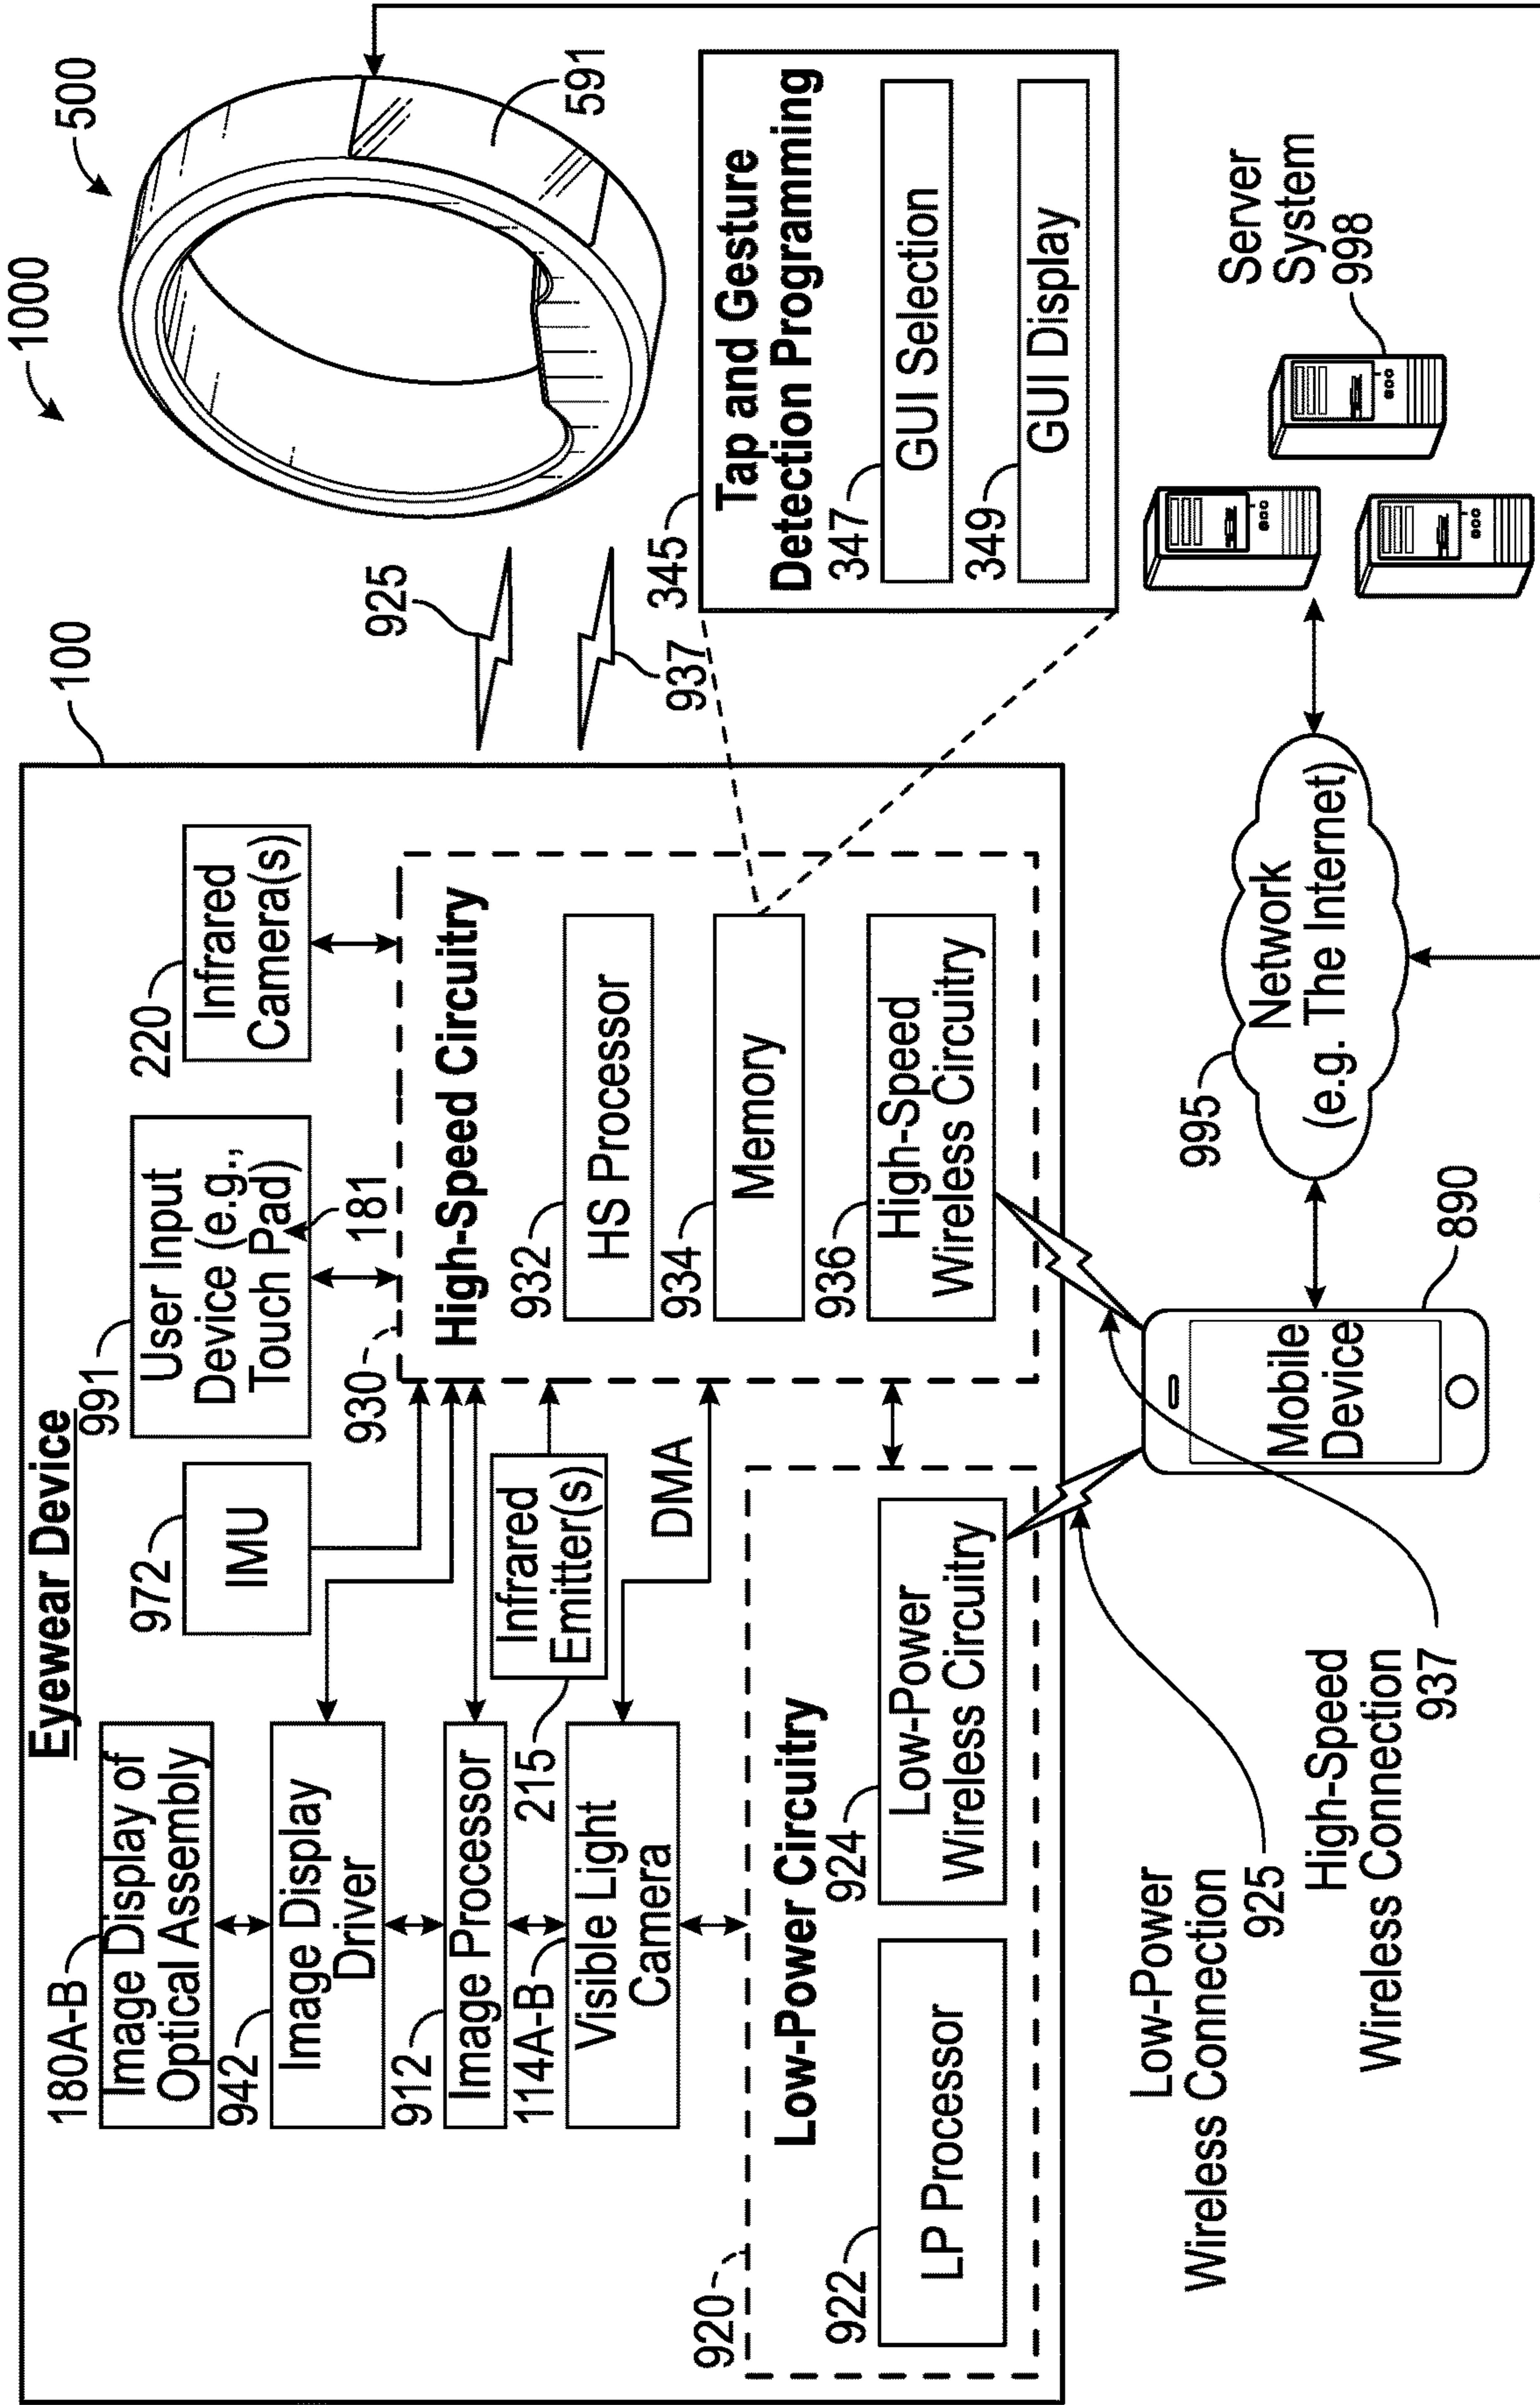 1000
500
591
Eyewear Device
100
180A-B
Image Display of
Optical Assembly
942
Image Display
Driver
912
Image Processor
114A-B
Visible Light
Camera
972
IMU
991
User Input
Device (e.g.,
Touch Pad)
181
220
Infrared
Camera(s)
215
Infrared
Emitter(s)
DMA
930
High-Speed Circuitry
932
HS Processor
934
Memory
936
High-Speed
Wireless Circuitry
920
Low-Power Circuitry
922
LP Processor
924
Low-Power
Wireless Circuitry
925
937
345
Tap and Gesture
Detection Programming
347
GUI Selection
349
GUI Display
Low-Power
Wireless Connection
925
High-Speed
Wireless Connection
937
Mobile
Device
890
995
Network
(e.g. The Internet)
Server
System
998